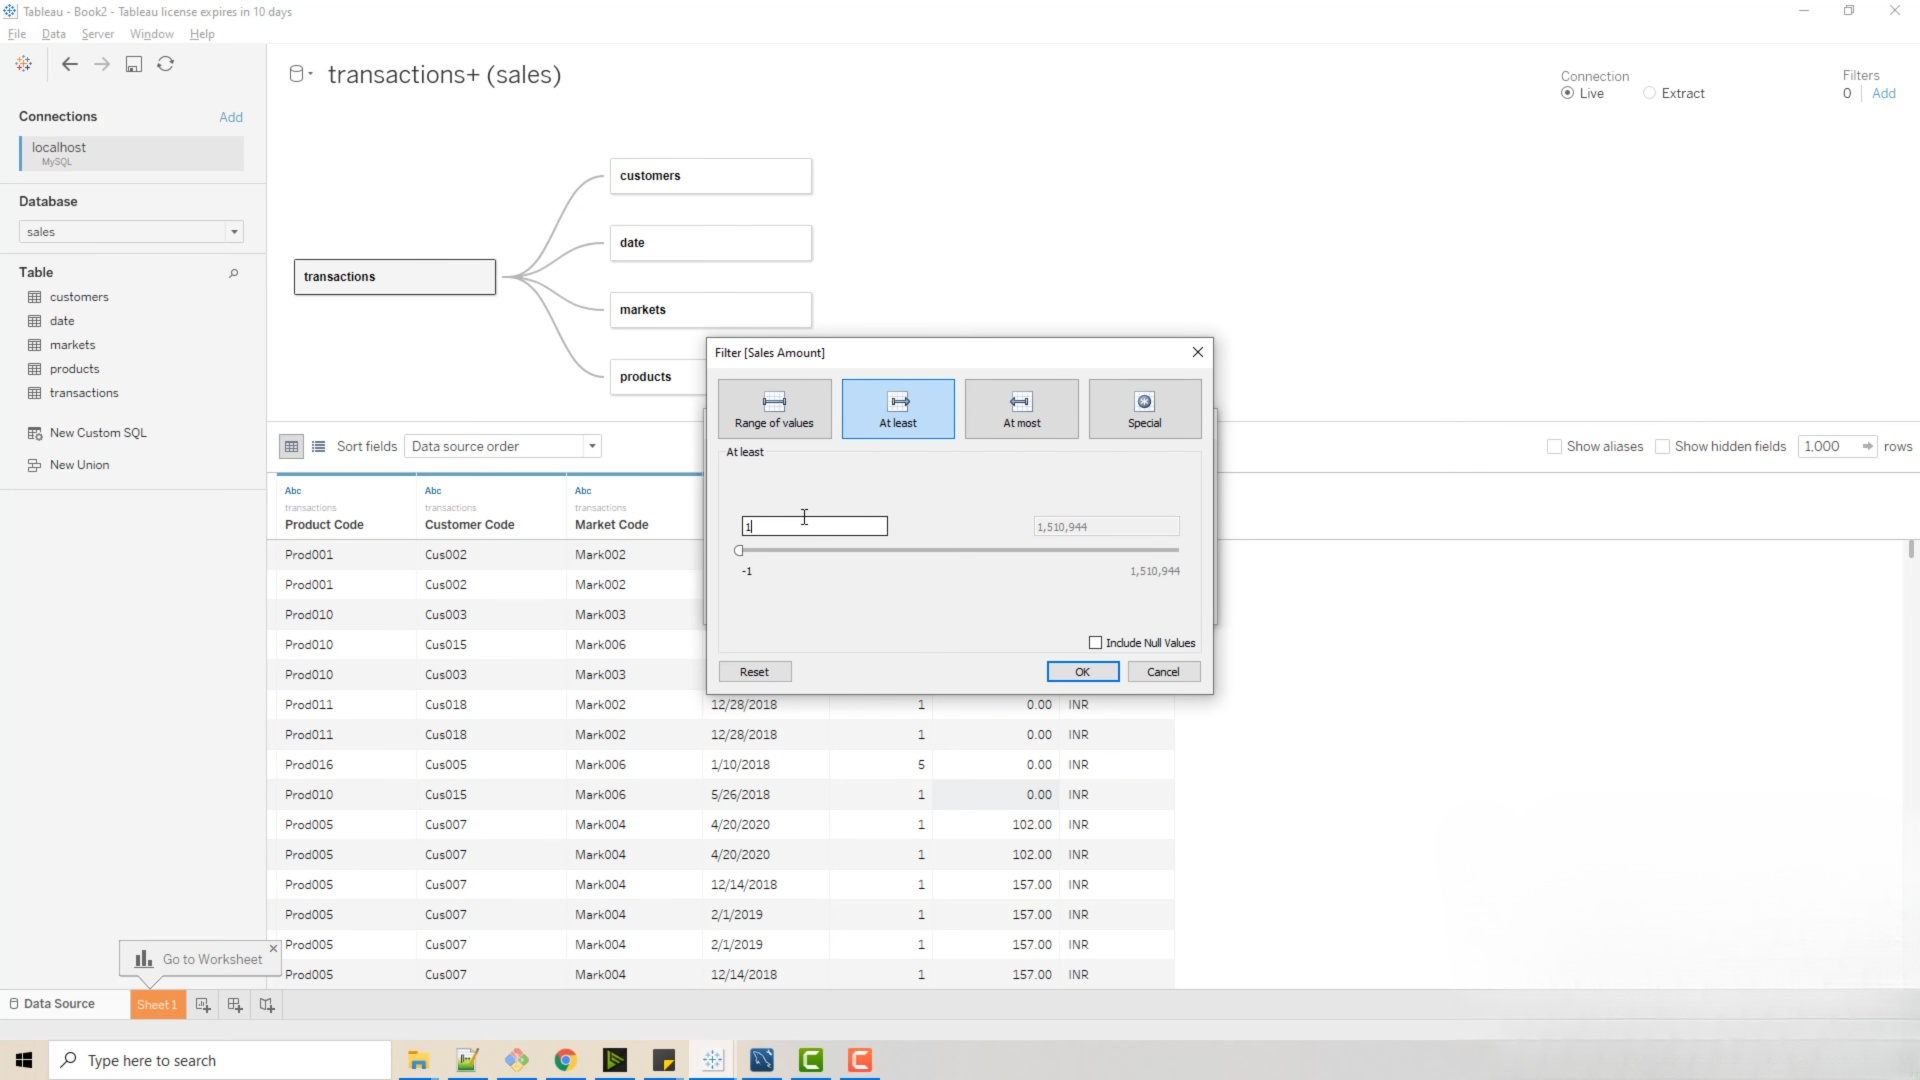 Tableau - Book2 - Tableau license expires in 10 days
File Data Server Window Help
transactions+ (sales)
Connection
Live Extract
Filters
0 Add
Connections Add
localhost
MySQL
Database
sales
Table
customers
date
markets
products
transactions
New Custom SQL
New Union
customers
date
transactions
markets
products
Filter [Sales Amount]
Range of values
At least
At most
Special
At least
1
1,510,944
-1
1,510,944
Include Null Values
Reset
OK
Cancel
Sort fields Data source order
Show aliases Show hidden fields 1,000 rows
Abc Abc Abc
transactions transactions transactions
Product Code Customer Code Market Code
Prod001 Cus002 Mark002
Prod001 Cus002 Mark002
Prod010 Cus003 Mark003
Prod010 Cus015 Mark006
Prod010 Cus003 Mark003
Prod011 Cus018 Mark002 12/28/2018 1 0.00 INR
Prod011 Cus018 Mark002 12/28/2018 1 0.00 INR
Prod016 Cus005 Mark006 1/10/2018 5 0.00 INR
Prod010 Cus015 Mark006 5/26/2018 1 0.00 INR
Prod005 Cus007 Mark004 4/20/2020 1 102.00 INR
Prod005 Cus007 Mark004 4/20/2020 1 102.00 INR
Prod005 Cus007 Mark004 12/14/2018 1 157.00 INR
Prod005 Cus007 Mark004 2/1/2019 1 157.00 INR
Prod005 Cus007 Mark004 2/1/2019 1 157.00 INR
Prod005 Cus007 Mark004 12/14/2018 1 157.00 INR
Go to Worksheet
Data Source Sheet 1
Type here to search